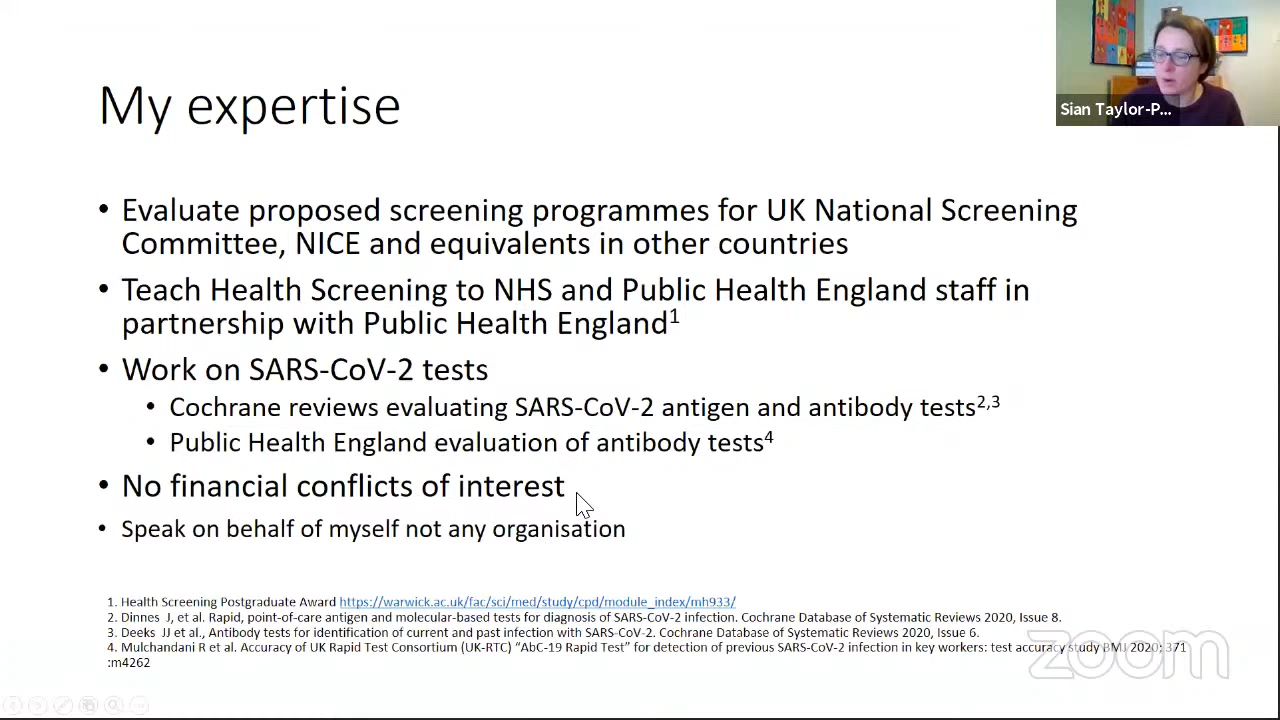 Sian Taylor-P...
My expertise
• Evaluate proposed screening programmes for UK National Screening
Committee, NICE and equivalents in other countries
• Teach Health Screening to NHS and Public Health England staff in
partnership with Public Health England1
• Work on SARS-CoV-2 tests
• Cochrane reviews evaluating SARS-CoV-2 antigen and antibody tests2,3
• Public Health England evaluation of antibody tests4
• No financial conflicts of interest
• Speak on behalf of myself not any organisation
1. Health Screening Postgraduate Award https://warwick.ac.uk/fac/sci/med/study/cpd/module_index/mh933/
2) Dinnes J, et al. Rapid, point-of-care antigen and molecular-based tests for diagnosis of SARS-CoV-2 infection. Cochrane Database of Systematic Reviews 2020, Issue 8.
3) Deeks JJ et al., Antibody tests for identification of current and past infection with SARS-CoV-2. Cochrane Database of Systematic Reviews 2020, Issue 6.
4 Mulchandani R et al. Accuracy of UK Rapid Test Consortium (UK-RTC) “AbC-19 Rapid Test” for detection of previous SARS-CoV-2 infection in key workers: test accuracy study BMJ 2020; 371
:m4262
zoom